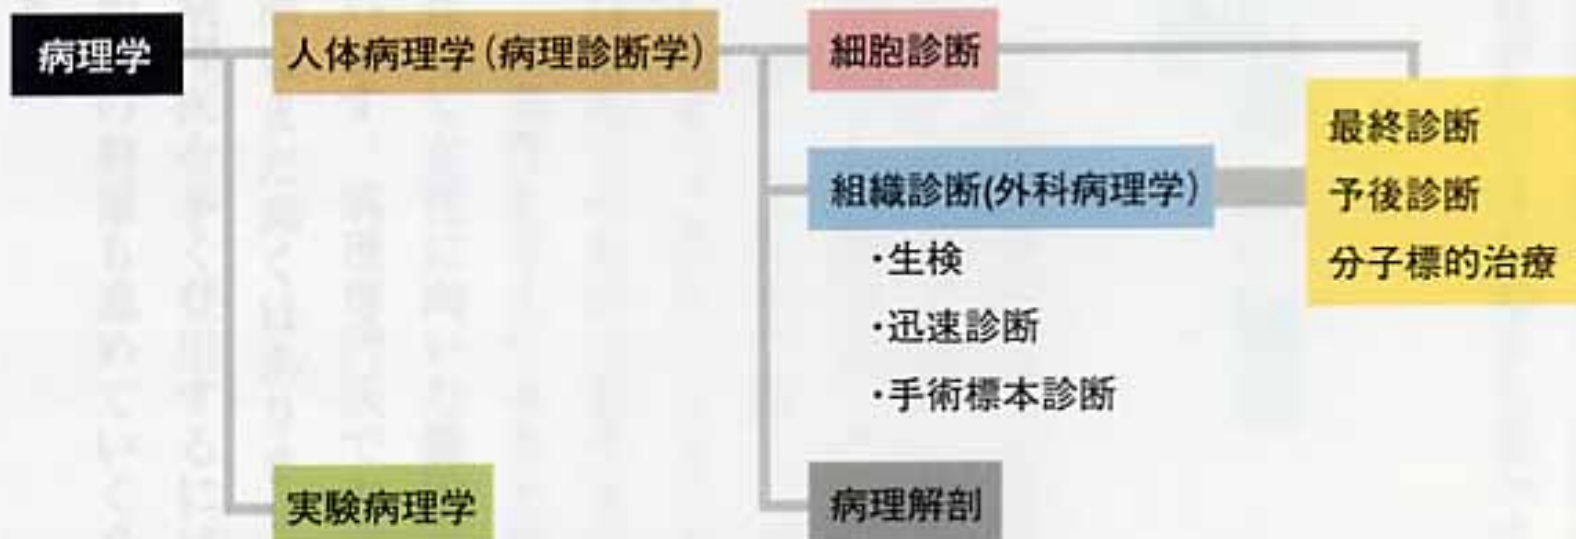 病理学
人体病理学(病理診断学)
細胞診断
組織診断(外科病理学)
・生検
・迅速診断
・手術標本診断
病理解剖
実験病理学
最終診断
予後診断
分子標的治療